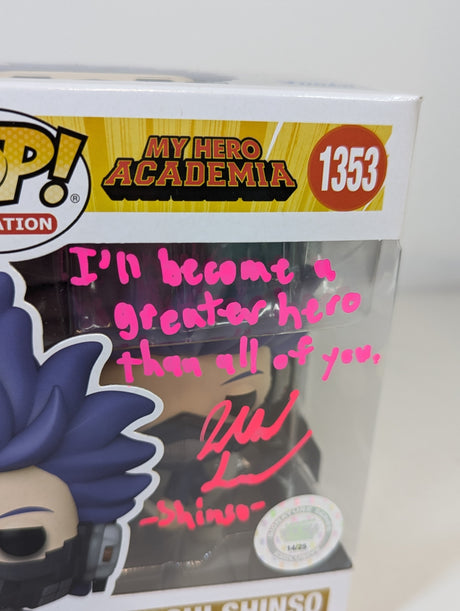 P!
ATION
MY HERO
ACADEMIA
1353
I'll become a
greater hero
than all of you.
-Shinso-
14/25
SHINSO